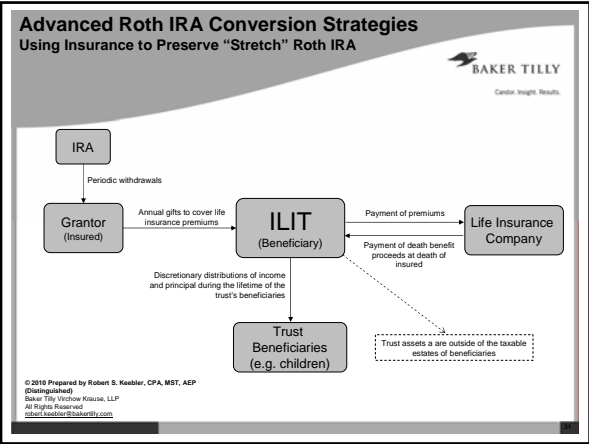 Advanced Roth IRA Conversion Strategies
Using Insurance to Preserve “Stretch” Roth IRA
BAKER TILLY
Candor. Insight. Results.
IRA
Periodic withdrawals
Grantor
(Insured)
Annual gifts to cover life
insurance premiums
ILIT
(Beneficiary)
Payment of premiums
Payment of death benefit
proceeds at death of
insured
Life Insurance
Company
Discretionary distributions of income
and principal during the lifetime of the
trust’s beneficiaries
Trust
Beneficiaries
(e.g. children)
Trust assets a are outside of the taxable
estates of beneficiaries
© 2010 Prepared by Robert S. Keebler, CPA, MST, AEP
(Distinguished)
Baker Tilly Virchow Krause, LLP
All Rights Reserved
robert.keebler@bakertilly.com
31